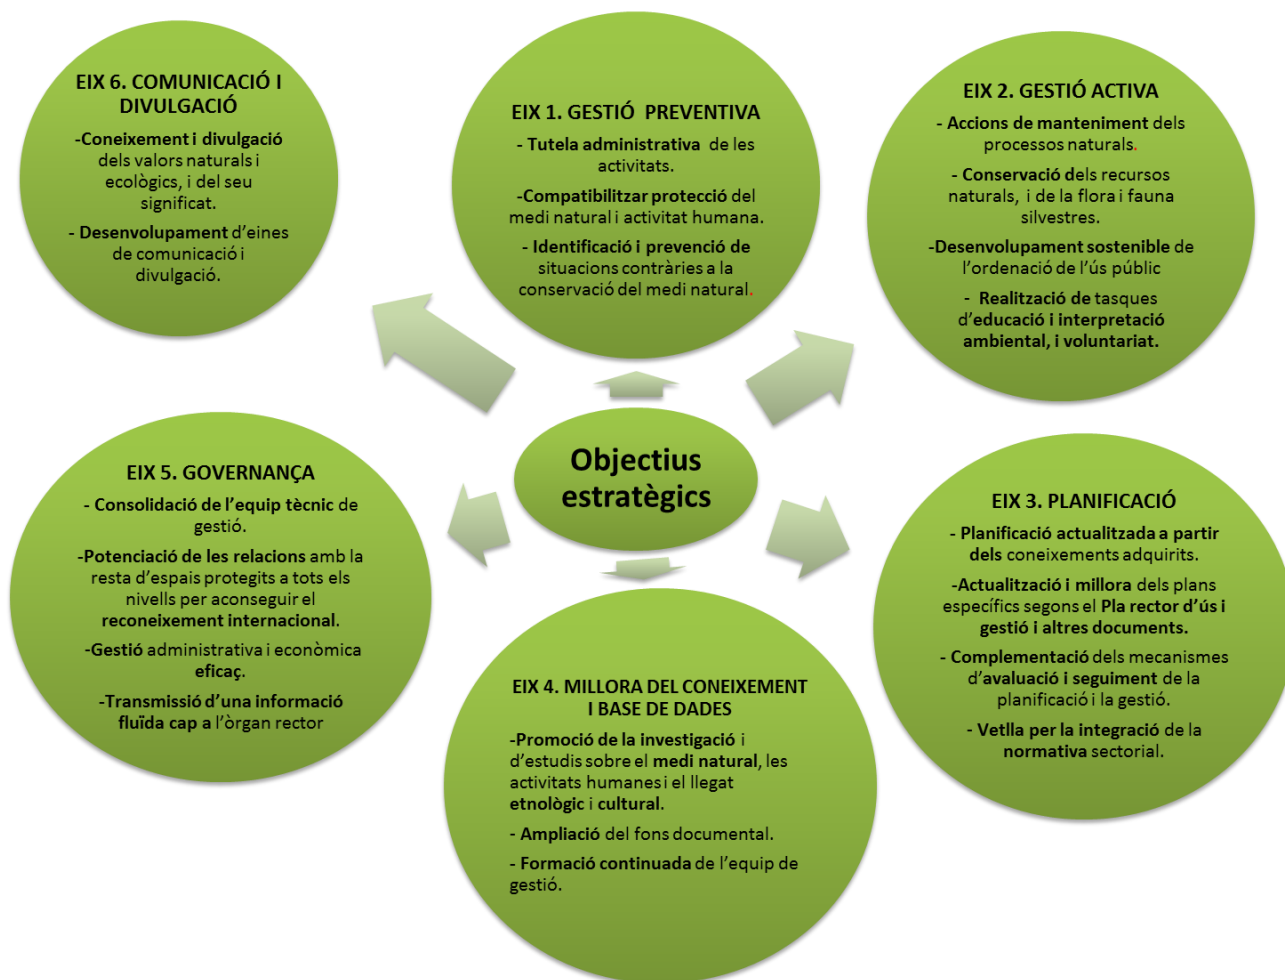 EIX 6. COMUNICACIÓ I
DIVULGACIÓ
-Coneixement i divulgació
dels valors naturals i
ecològics, i del seu
significat.
- Desenvolupament d'eines
de comunicació i
divulgació.
EIX 1. GESTIÓ PREVENTIVA
- Tutela administrativa de les
activitats.
-Compatibilitzar protecció del
medi natural i activitat humana.
- Identificació i prevenció de
situacions contràries a la
conservació del medi natural.
EIX 2. GESTIÓ ACTIVA
- Accions de manteniment dels
processos naturals.
- Conservació dels recursos
naturals, i de la flora i fauna
silvestres.
-Desenvolupament sostenible de
l'ordenació de l'ús públic
- Realització de tasques
d'educació i interpretació
ambiental, i voluntariat.
Objectius
estratègics
EIX 5. GOVERNANÇA
- Consolidació de l'equip tècnic de
gestió.
-Potenciació de les relacions amb la
resta d'espais protegits a tots els
nivells per aconseguir el
reconeixement internacional.
-Gestió administrativa i econòmica
eficaç.
-Transmissió d'una informació
fluïda cap a l'òrgan rector
EIX 3. PLANIFICACIÓ
- Planificació actualitzada a partir
dels coneixements adquirits.
-Actualització i millora dels plans
específics segons el Pla rector d'ús i
gestió i altres documents.
- Complementació dels mecanismes
d'avaluació i seguiment de la
planificació i la gestió.
- Vetlla per la integració de la
normativa sectorial.
EIX 4. MILLORA DEL CONEIXEMENT
I BASE DE DADES
-Promoció de la investigació i
d'estudis sobre el medi natural, les
activitats humanes i el llegat
etnològic i cultural.
- Ampliació del fons documental.
- Formació continuada de l'equip de
gestió.